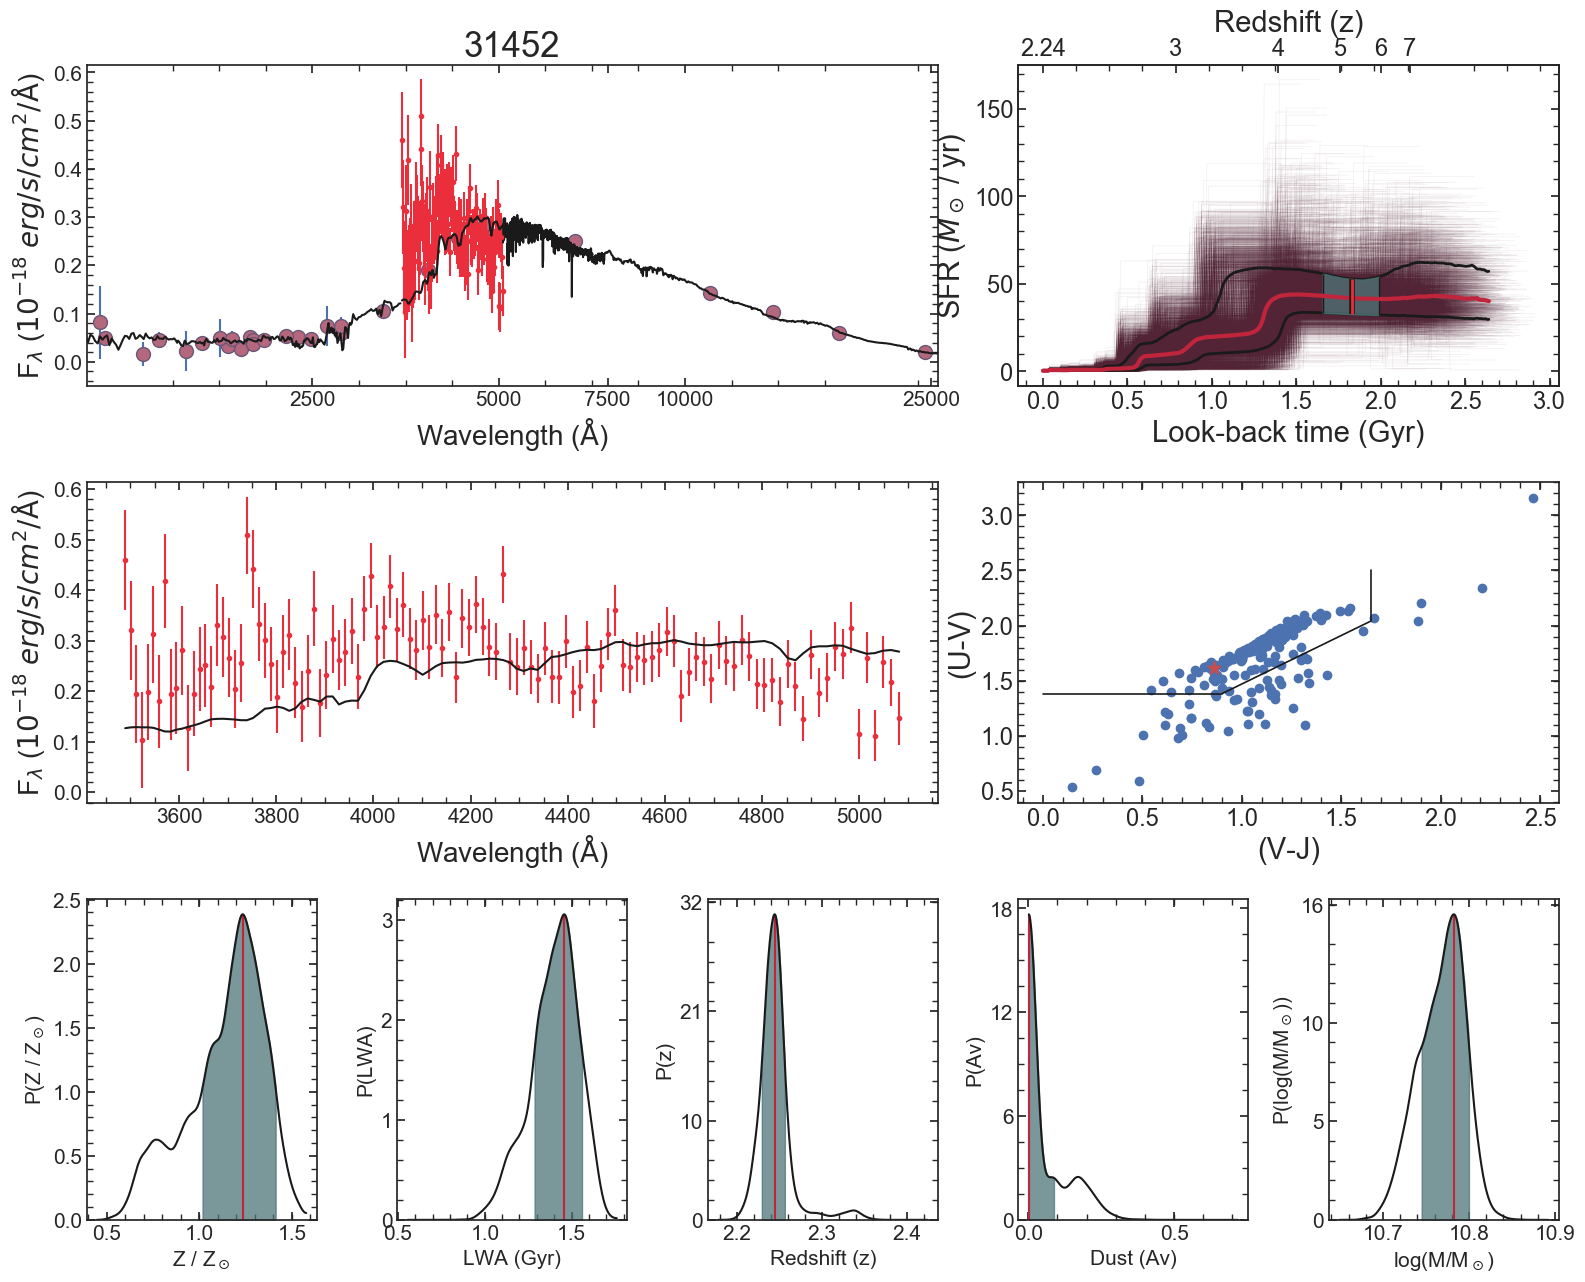 31452
Redshift (z)
2.24 3 4 5 6 7
F_λ (10^-18 erg/s/cm^2/Å)
0.6
0.5
0.4
0.3
0.2
0.1
0.0
2500 5000 7500 10000 25000
Wavelength (Å)
SFR (M_⊙ / yr)
150
100
50
0
0.0 0.5 1.0 1.5 2.0 2.5 3.0
Look-back time (Gyr)
F_λ (10^-18 erg/s/cm^2/Å)
0.6
0.5
0.4
0.3
0.2
0.1
0.0
3600 3800 4000 4200 4400 4600 4800 5000
Wavelength (Å)
(U-V)
3.0
2.5
2.0
1.5
1.0
0.5
0.0 0.5 1.0 1.5 2.0 2.5
(V-J)
P(Z / Z_⊙)
2.5
2.0
1.5
1.0
0.5
0.0
0.5 1.0 1.5
Z / Z_⊙
P(LWA)
3
2
1
0
0.5 1.0 1.5
LWA (Gyr)
P(z)
32
21
10
0
2.2 2.3 2.4
Redshift (z)
P(Av)
18
12
6
0
0.0 0.5
Dust (Av)
P(log(M/M_⊙))
16
10
5
0
10.7 10.8 10.9
log(M/M_⊙)